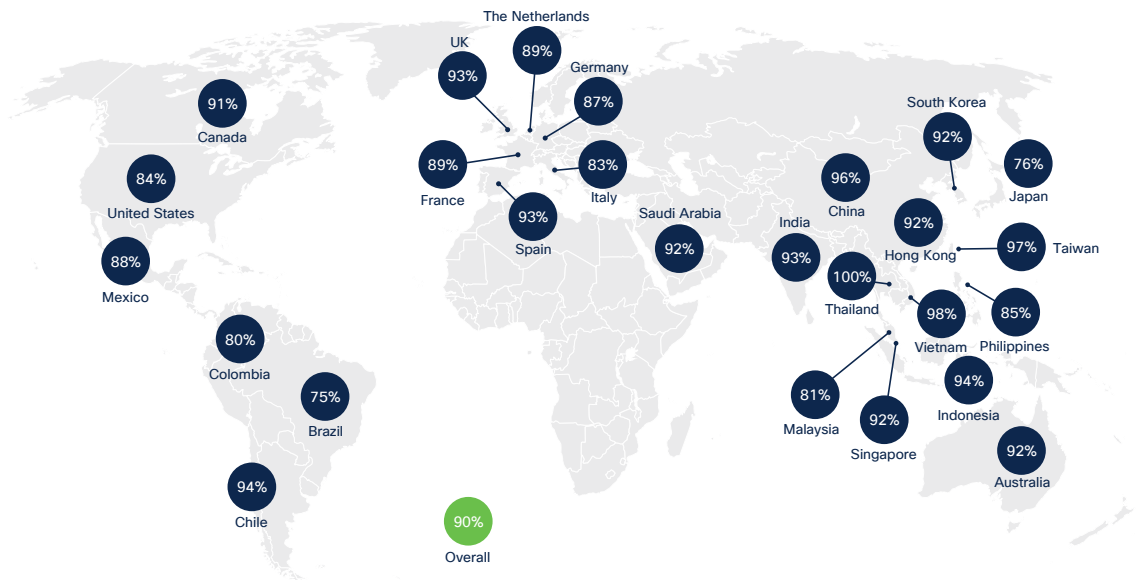 The Netherlands
89%
UK
93%
Germany
87%
91%
Canada
South Korea
92%
89%
France
83%
Italy
84%
United States
96%
China
76%
Japan
93%
Spain
Saudi Arabia
92%
India
93%
92%
Hong Kong
97%
Taiwan
88%
Mexico
100%
Thailand
98%
Vietnam
85%
Philippines
80%
Colombia
75%
Brazil
81%
Malaysia
94%
Indonesia
92%
Singapore
92%
Australia
94%
Chile
90%
Overall